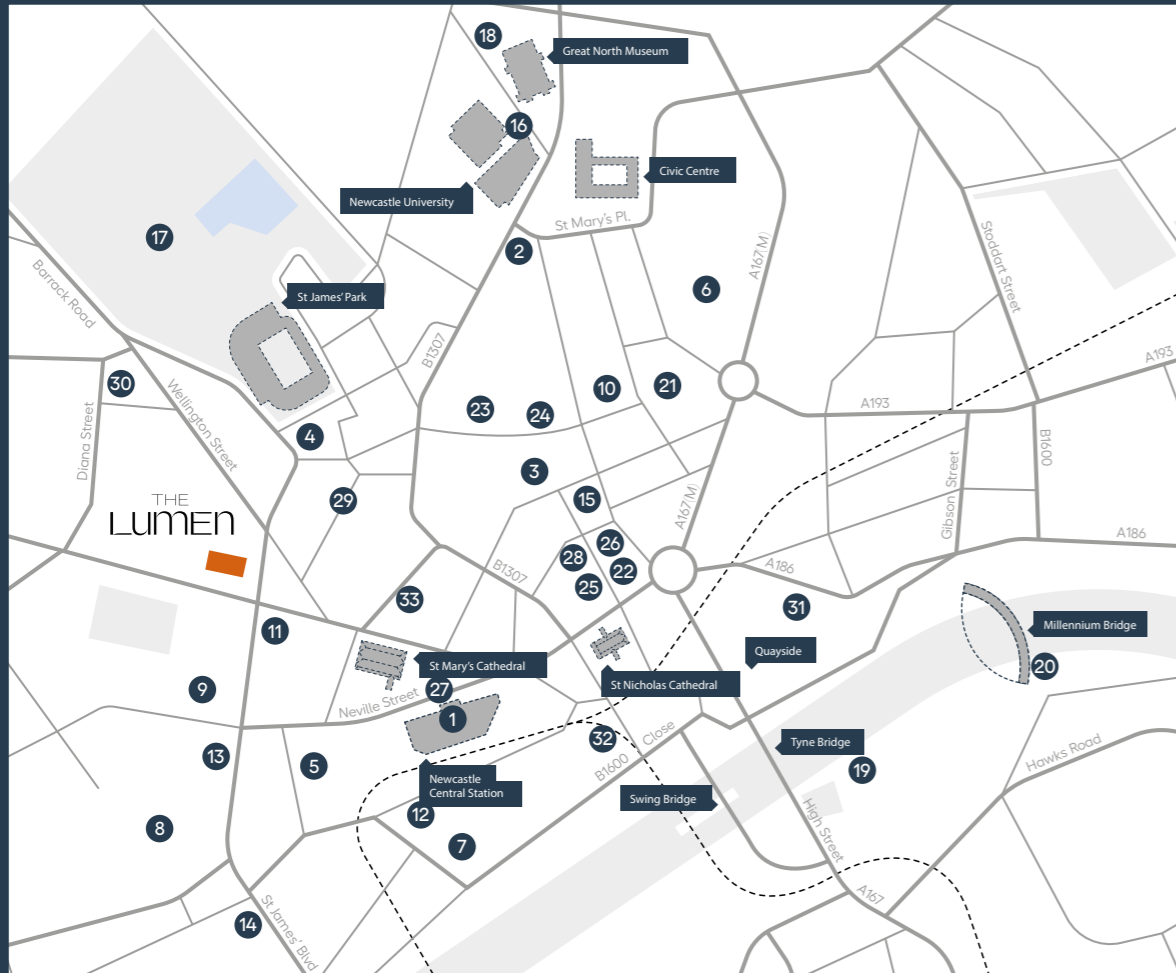 18
Great North Museum
16
Civic Centre
Newcastle University
St Mary's Pl.
2
17
Barrack Road
A167(M)
Stoddart Street
6
St James' Park
B1307
A193
30
Wellington Street
Diana Street
10
21
23
24
A193
4
B1600
3
29
15
A167(M)
Gibson Street
THE
LUMEN
26
28
22
25
B1307
A186
A186
33
31
11
Millennium Bridge
Quayside
St Mary's Cathedral
20
St Nicholas Cathedral
9
27
Neville Street
1
32
Close
B1600
Tyne Bridge
Hawks Road
13
5
19
Newcastle
Central Station
Swing Bridge
12
High Street
8
7
A167
14
St James' Blvd